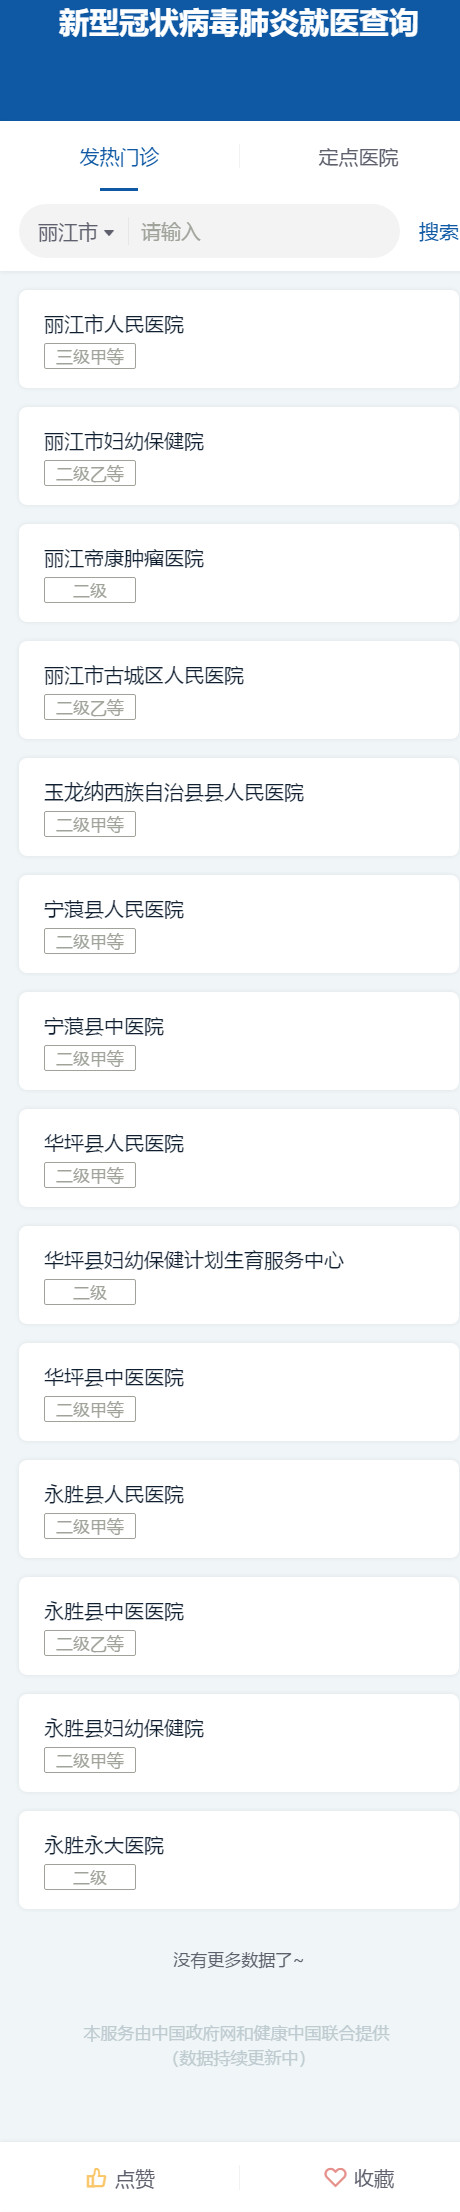 新型冠状病毒肺炎就医查询
发热门诊
定点医院
丽江市
请输入
搜索
丽江市人民医院
三级甲等
丽江市妇幼保健院
二级乙等
丽江帝康肿瘤医院
二级
丽江市古城区人民医院
二级乙等
玉龙纳西族自治县县人民医院
二级甲等
宁蒗县人民医院
二级甲等
宁蒗县中医院
二级甲等
华坪县人民医院
二级甲等
华坪县妇幼保健计划生育服务中心
二级
华坪县中医医院
二级甲等
永胜县人民医院
二级甲等
永胜县中医医院
二级乙等
永胜县妇幼保健院
二级甲等
永胜永大医院
二级
没有更多数据了~
本服务由中国政府网和健康中国联合提供
（数据持续更新中）
点赞
收藏